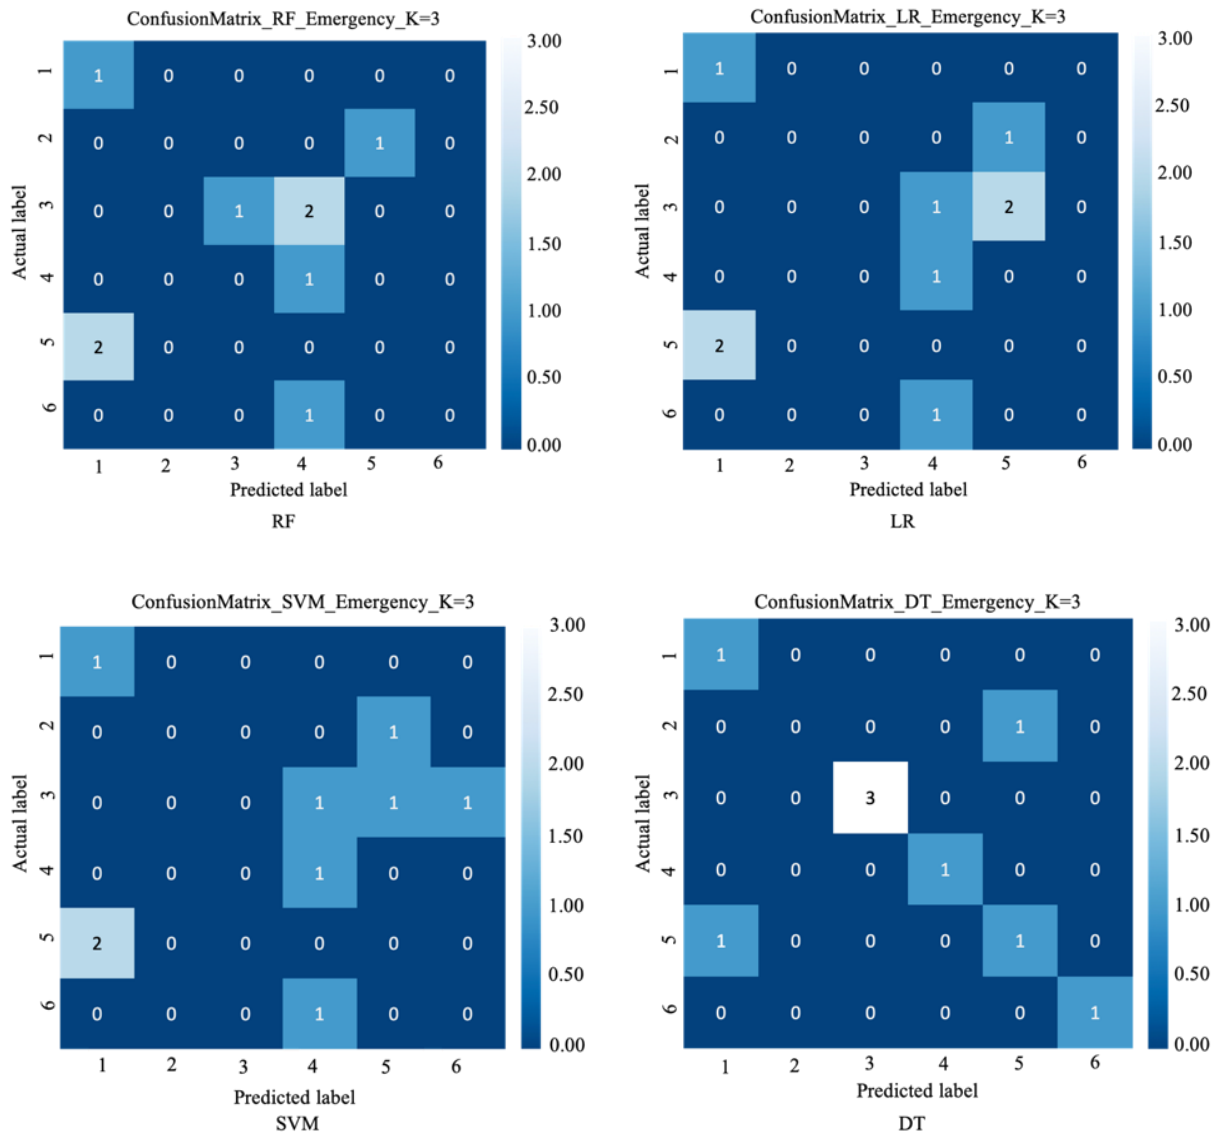 ConfusionMatrix_RF_Emergency_K=3
1 1 0 0 0 0 0
2 0 0 0 0 1 0
3 0 0 1 2 0 0
4 0 0 0 1 0 0
5 2 0 0 0 0 0
6 0 0 0 1 0 0
1 2 3 4 5 6
Actual label
Predicted label
3.00
2.50
2.00
1.50
1.00
0.50
0.00
RF
ConfusionMatrix_LR_Emergency_K=3
1 1 0 0 0 0 0
2 0 0 0 0 1 0
3 0 0 0 1 2 0
4 0 0 0 1 0 0
5 2 0 0 0 0 0
6 0 0 0 1 0 0
1 2 3 4 5 6
Actual label
Predicted label
3.00
2.50
2.00
1.50
1.00
0.50
0.00
LR
ConfusionMatrix_SVM_Emergency_K=3
1 1 0 0 0 0 0
2 0 0 0 0 1 0
3 0 0 0 1 1 1
4 0 0 0 1 0 0
5 2 0 0 0 0 0
6 0 0 0 1 0 0
1 2 3 4 5 6
Actual label
Predicted label
3.00
2.50
2.00
1.50
1.00
0.50
0.00
SVM
ConfusionMatrix_DT_Emergency_K=3
1 1 0 0 0 0 0
2 0 0 0 0 1 0
3 0 0 3 0 0 0
4 0 0 0 1 0 0
5 1 0 0 0 1 0
6 0 0 0 0 0 1
1 2 3 4 5 6
Actual label
Predicted label
3.00
2.50
2.00
1.50
1.00
0.50
0.00
DT